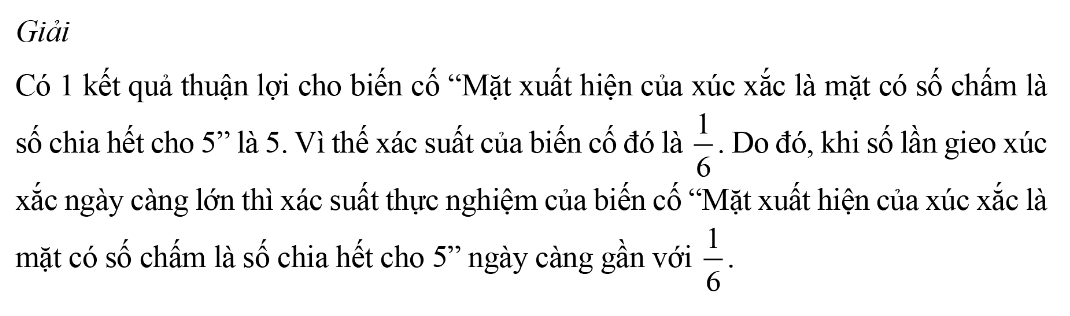 Giải
Có 1 kết quả thuận lợi cho biến cố “Mặt xuất hiện của xúc xắc là mặt có số chấm là
số chia hết cho 5” là 5. Vì thế xác suất của biến cố đó là 1/6. Do đó, khi số lần gieo xúc
xắc ngày càng lớn thì xác suất thực nghiệm của biến cố “Mặt xuất hiện của xúc xắc là
mặt có số chấm là số chia hết cho 5” ngày càng gần với 1/6.